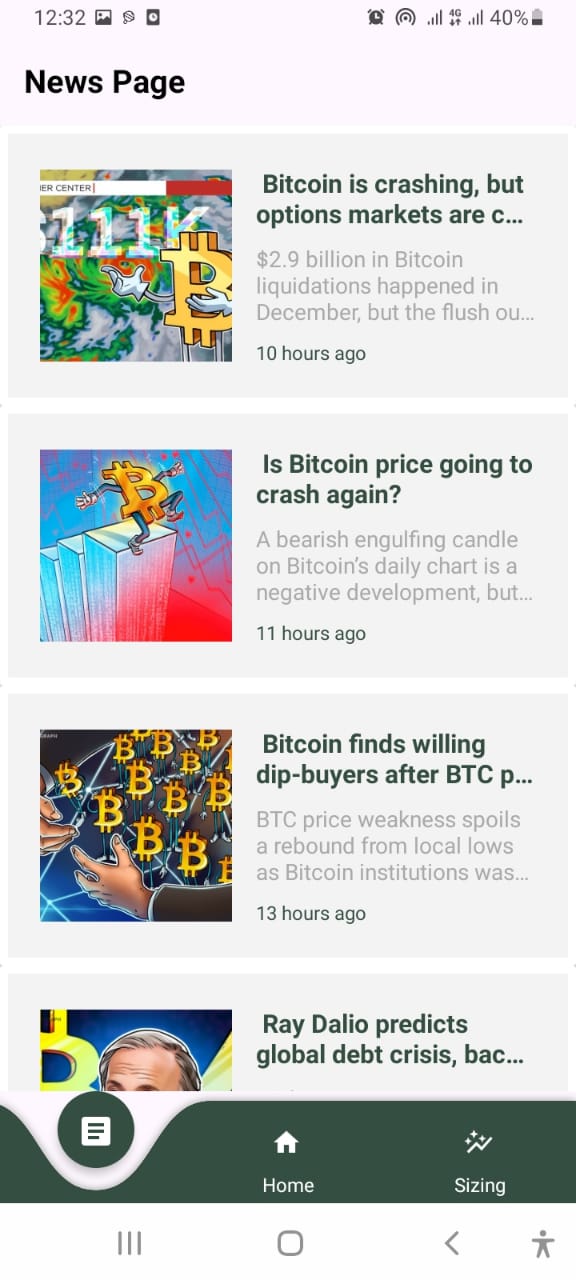 12:32 4G 40%
News Page
ER CENTER
$111K
Bitcoin is crashing, but
options markets are c...
$2.9 billion in Bitcoin
liquidations happened in
December, but the flush ou...
10 hours ago
Is Bitcoin price going to
crash again?
A bearish engulfing candle
on Bitcoin’s daily chart is a
negative development, but...
11 hours ago
Bitcoin finds willing
dip-buyers after BTC p...
BTC price weakness spoils
a rebound from local lows
as Bitcoin institutions was...
13 hours ago
Ray Dalio predicts
global debt crisis, bac...
Home
Sizing